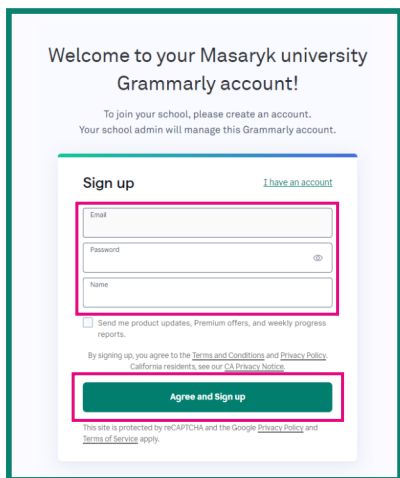 Welcome to your Masaryk university
Grammarly account!
To join your school, please create an account.
Your school admin will manage this Grammarly account.
Sign up
I have an account
Email
Password
Name
Send me product updates, Premium offers, and weekly progress
reports.
By signing up, you agree to the Terms and Conditions and Privacy Policy.
California residents, see our CA Privacy Notice.
Agree and Sign up
This site is protected by reCAPTCHA and the Google Privacy Policy and
Terms of Service apply.